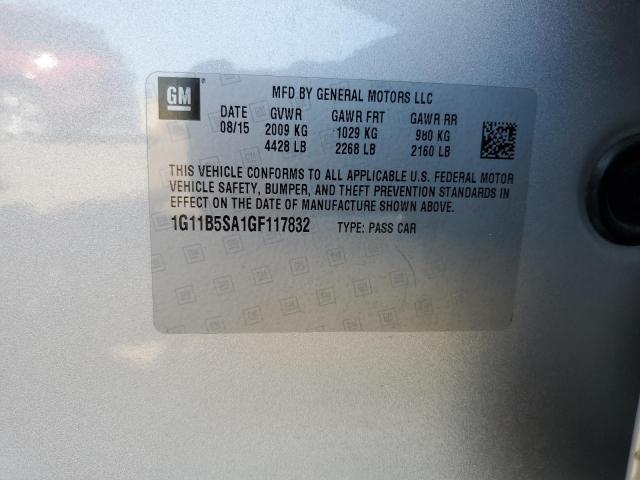 GM
MFD BY GENERAL MOTORS LLC
DATE GVWR GAWR FRT GAWR RR
08/15 2009 KG 1029 KG 980 KG
4428 LB 2268 LB 2160 LB
THIS VEHICLE CONFORMS TO ALL APPLICABLE U.S. FEDERAL MOTOR
VEHICLE SAFETY, BUMPER, AND THEFT PREVENTION STANDARDS IN
EFFECT ON THE DATE OF MANUFACTURE SHOWN ABOVE.
1G11B5SA1GF117832 TYPE: PASS CAR